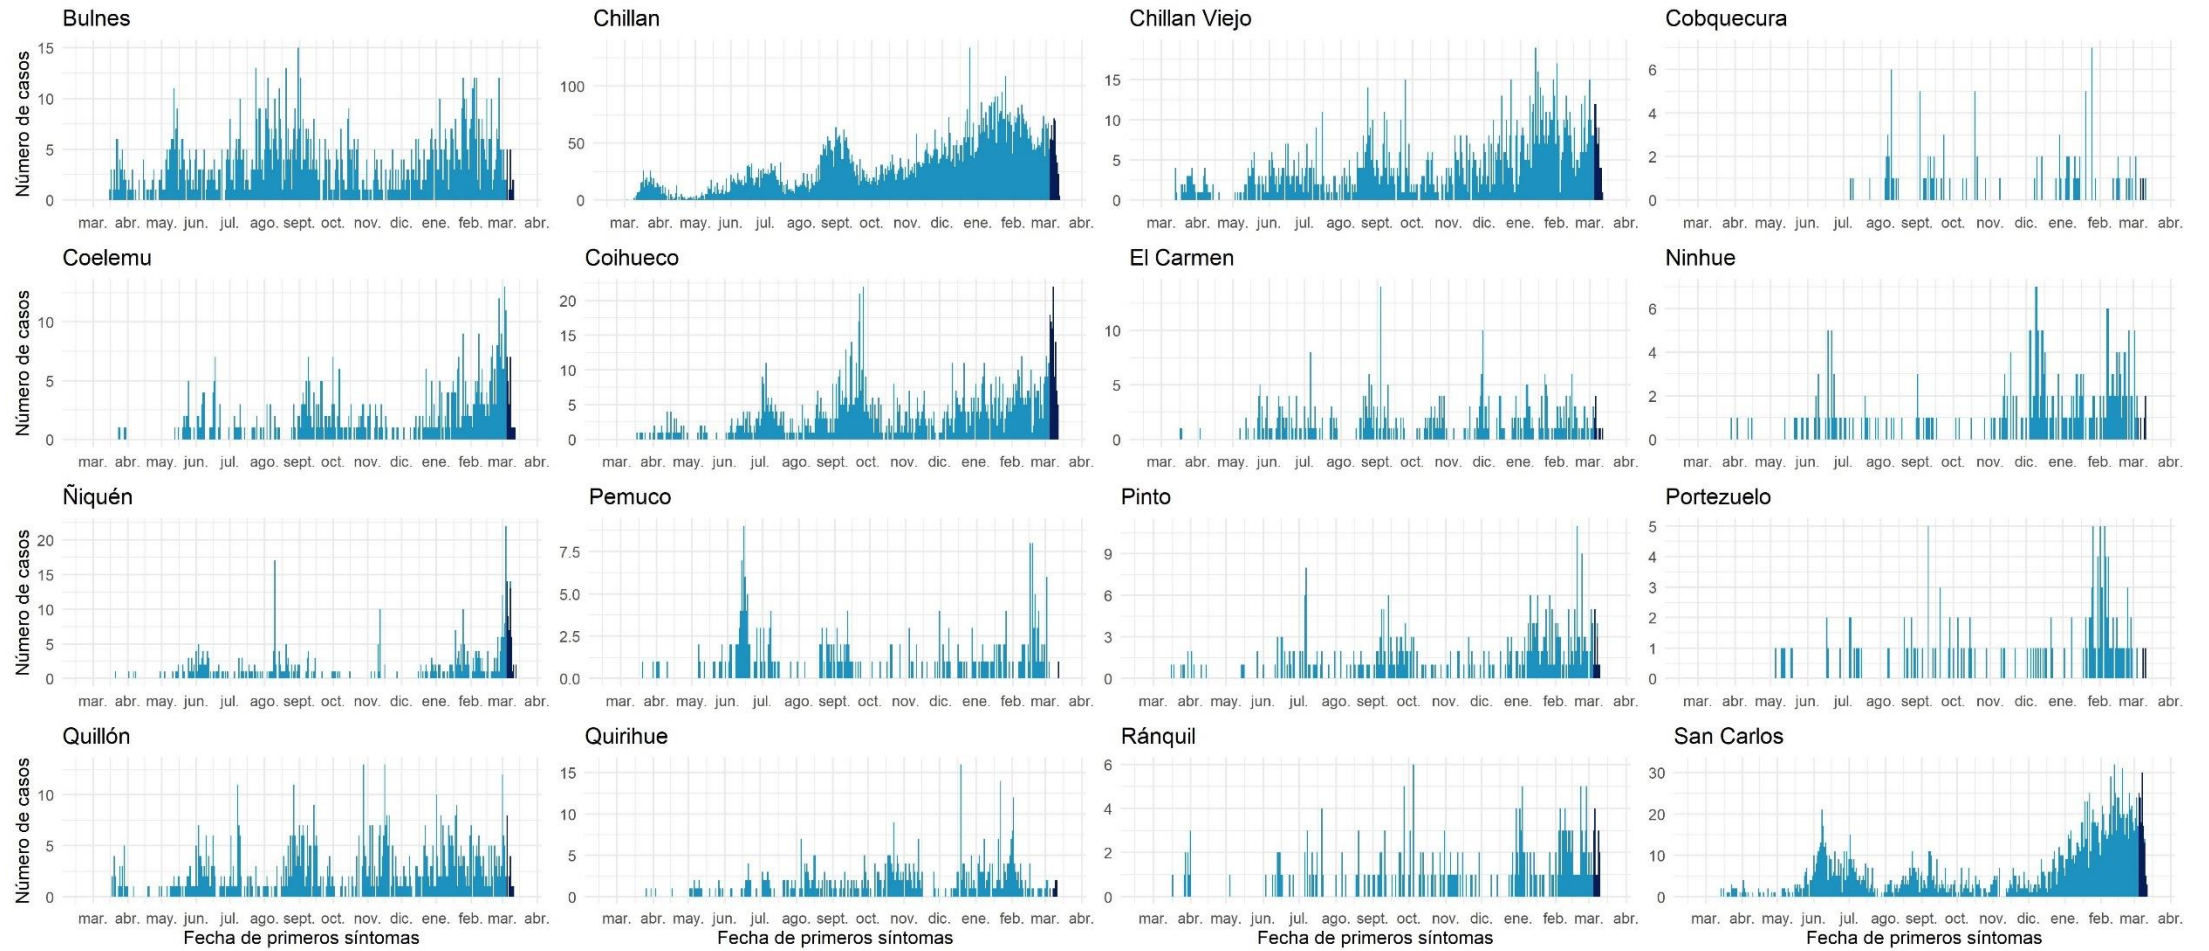 Bulnes
Chillan
Chillan Viejo
Cobquecura
Número de casos
15
10
5
0
100
50
0
15
10
5
0
6
4
2
0
mar. abr. may. jun. jul. ago. sept. oct. nov. dic. ene. feb. mar. abr.
mar. abr. may. jun. jul. ago. sept. oct. nov. dic. ene. feb. mar. abr.
mar. abr. may. jun. jul. ago. sept. oct. nov. dic. ene. feb. mar. abr.
mar. abr. may. jun. jul. ago. sept. oct. nov. dic. ene. feb. mar. abr.
Coelemu
Coihueco
El Carmen
Ninhue
Número de casos
10
5
0
20
15
10
5
0
10
5
0
6
4
2
0
mar. abr. may. jun. jul. ago. sept. oct. nov. dic. ene. feb. mar. abr.
mar. abr. may. jun. jul. ago. sept. oct. nov. dic. ene. feb. mar. abr.
mar. abr. may. jun. jul. ago. sept. oct. nov. dic. ene. feb. mar. abr.
mar. abr. may. jun. jul. ago. sept. oct. nov. dic. ene. feb. mar. abr.
Ñiquén
Pemuco
Pinto
Portezuelo
Número de casos
20
15
10
5
0
7.5
5.0
2.5
0.0
9
6
3
0
5
4
3
2
1
0
mar. abr. may. jun. jul. ago. sept. oct. nov. dic. ene. feb. mar. abr.
mar. abr. may. jun. jul. ago. sept. oct. nov. dic. ene. feb. mar. abr.
mar. abr. may. jun. jul. ago. sept. oct. nov. dic. ene. feb. mar. abr.
mar. abr. may. jun. jul. ago. sept. oct. nov. dic. ene. feb. mar. abr.
Quillón
Quirihue
Ránquil
San Carlos
Número de casos
10
5
0
15
10
5
0
6
4
2
0
30
20
10
0
mar. abr. may. jun. jul. ago. sept. oct. nov. dic. ene. feb. mar. abr.
mar. abr. may. jun. jul. ago. sept. oct. nov. dic. ene. feb. mar. abr.
mar. abr. may. jun. jul. ago. sept. oct. nov. dic. ene. feb. mar. abr.
mar. abr. may. jun. jul. ago. sept. oct. nov. dic. ene. feb. mar. abr.
Fecha de primeros síntomas
Fecha de primeros síntomas
Fecha de primeros síntomas
Fecha de primeros síntomas